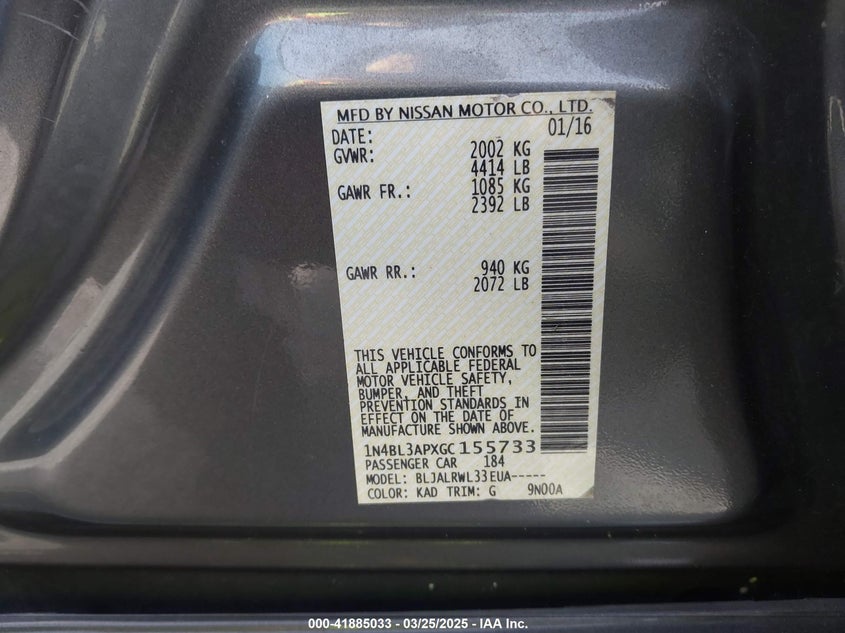 MFD BY NISSAN MOTOR CO., LTD.
DATE: 01/16
GVWR: 2002 KG
4414 LB
GAWR FR.: 1085 KG
2392 LB
GAWR RR.: 940 KG
2072 LB
THIS VEHICLE CONFORMS TO
ALL APPLICABLE FEDERAL
MOTOR VEHICLE SAFETY,
BUMPER, AND THEFT
PREVENTION STANDARDS IN
EFFECT ON THE DATE OF
MANUFACTURE SHOWN ABOVE.
1N4BL3APXGC155733
PASSENGER CAR 184
MODEL: BLJALRWL33EUA-----
COLOR: KAD TRIM: G 9N00A
000-41885033 — 03/25/2025 — IAA Inc.